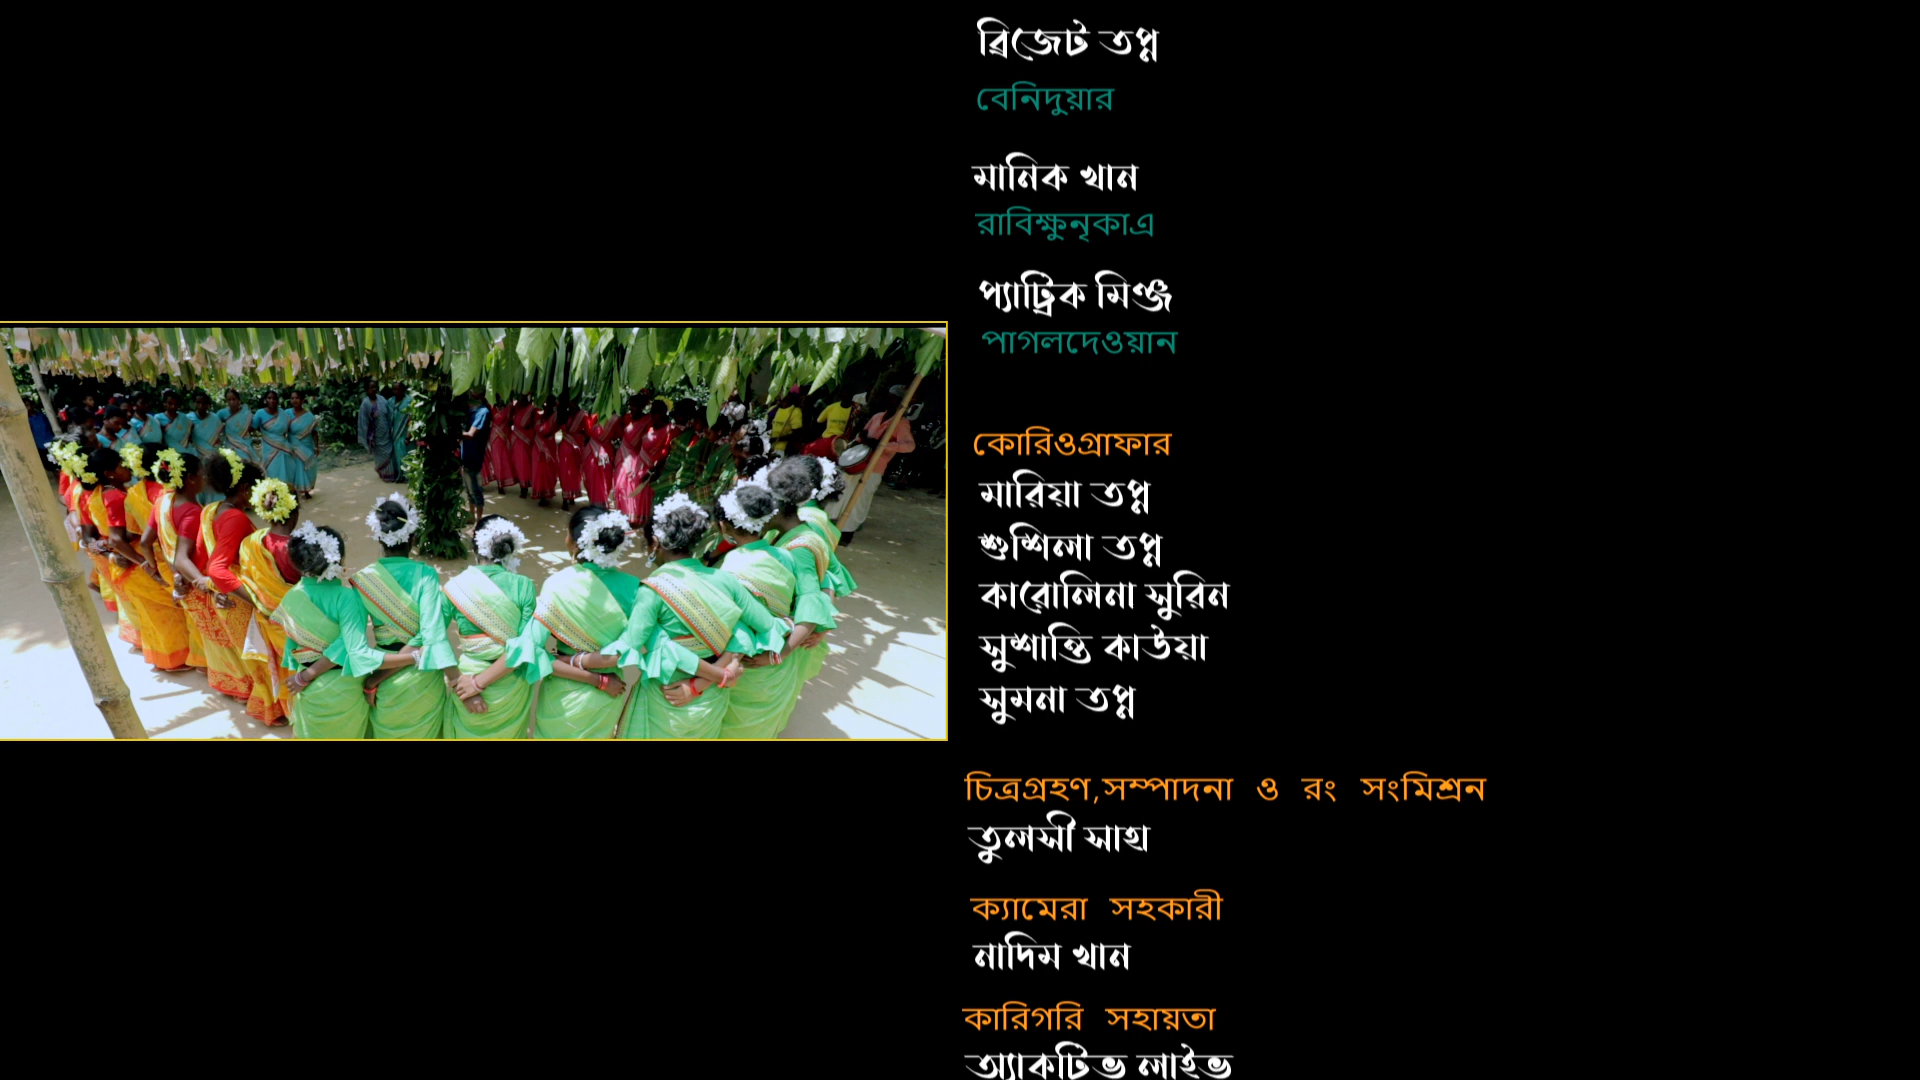 ব্রিজেট তপ্ন
বেনিদুয়ার
মানিক খান
রাবিক্ষুনৃকাএ
প্যাট্রিক মিঞ্জ
পাগলদেওয়ান
কোরিওগ্রাফার
মারিয়া তপ্ন
শুশিলা তপ্ন
কারোলিনা সুরিন
সুশান্তি কাউয়া
সুমনা তপ্ন
চিত্রগ্রহণ,সম্পাদনা ও রং সংমিশ্রন
তুলসী সাহা
ক্যামেরা সহকারী
নাদিম খান
কারিগরি সহায়তা
অ্যাকটিভ লাইভ